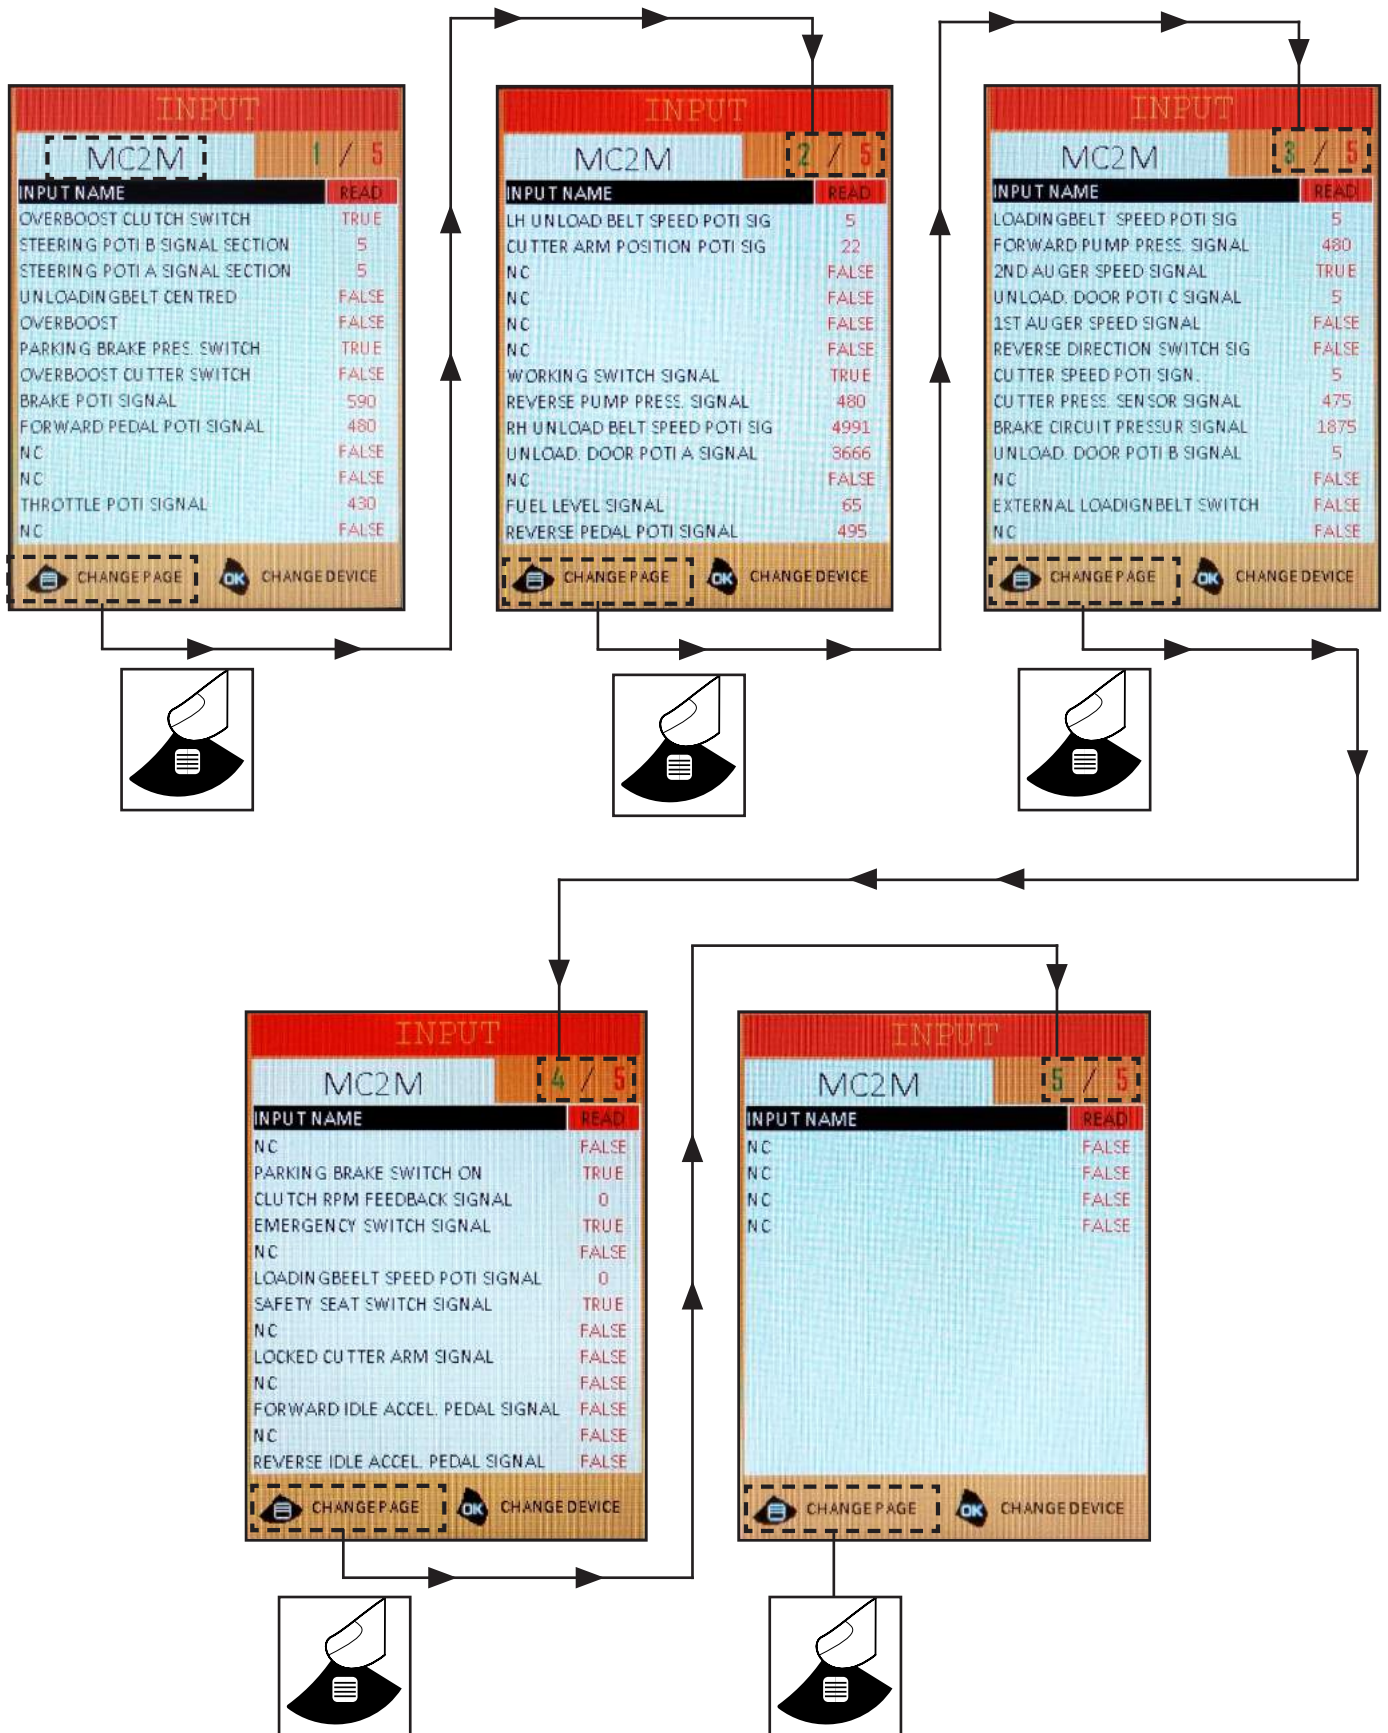 INPUT
MC2M 1 / 5
INPUT NAME READ
OVERBOOST CLUTCH SWITCH TRUE
STEERING POTI B SIGNAL SECTION 5
STEERING POTI A SIGNAL SECTION 5
UNLOADINGBELT CENTRED FALSE
OVERBOOST FALSE
PARKING BRAKE PRES. SWITCH TRUE
OVERBOOST CUTTER SWITCH FALSE
BRAKE POTI SIGNAL 590
FORWARD PEDAL POTI SIGNAL 480
NC FALSE
NC FALSE
THROTTLE POTI SIGNAL 430
NC FALSE
CHANGE PAGE OK CHANGE DEVICE
INPUT
MC2M 2 / 5
INPUT NAME READ
LH UNLOAD BELT SPEED POTI SIG 5
CUTTER ARM POSITION POTI SIG 22
NC FALSE
NC FALSE
NC FALSE
NC FALSE
WORKING SWITCH SIGNAL TRUE
REVERSE PUMP PRESS. SIGNAL 480
RH UNLOAD BELT SPEED POTI SIG 4991
UNLOAD. DOOR POTI A SIGNAL 3666
NC FALSE
FUEL LEVEL SIGNAL 65
REVERSE PEDAL POTI SIGNAL 495
CHANGE PAGE OK CHANGE DEVICE
INPUT
MC2M 3 / 5
INPUT NAME READ
LOADINGBELT SPEED POTI SIG 5
FORWARD PUMP PRESS. SIGNAL 480
2ND AUGER SPEED SIGNAL TRUE
UNLOAD. DOOR POTI C SIGNAL 5
1ST AUGER SPEED SIGNAL FALSE
REVERSE DIRECTION SWITCH SIG FALSE
CUTTER SPEED POTI SIGN. 5
CUTTER PRESS. SENSOR SIGNAL 475
BRAKE CIRCUIT PRESSUR SIGNAL 1875
UNLOAD. DOOR POTI B SIGNAL 5
NC FALSE
EXTERNAL LOADIGNBELT SWITCH FALSE
NC FALSE
CHANGE PAGE OK CHANGE DEVICE
INPUT
MC2M 4 / 5
INPUT NAME READ
NC FALSE
PARKING BRAKE SWITCH ON TRUE
CLUTCH RPM FEEDBACK SIGNAL 0
EMERGENCY SWITCH SIGNAL TRUE
NC FALSE
LOADINGBEELT SPEED POTI SIGNAL 0
SAFETY SEAT SWITCH SIGNAL TRUE
NC FALSE
LOCKED CUTTER ARM SIGNAL FALSE
NC FALSE
FORWARD IDLE ACCEL. PEDAL SIGNAL FALSE
NC FALSE
REVERSE IDLE ACCEL. PEDAL SIGNAL FALSE
CHANGE PAGE OK CHANGE DEVICE
INPUT
MC2M 5 / 5
INPUT NAME READ
NC FALSE
NC FALSE
NC FALSE
NC FALSE
CHANGE PAGE OK CHANGE DEVICE